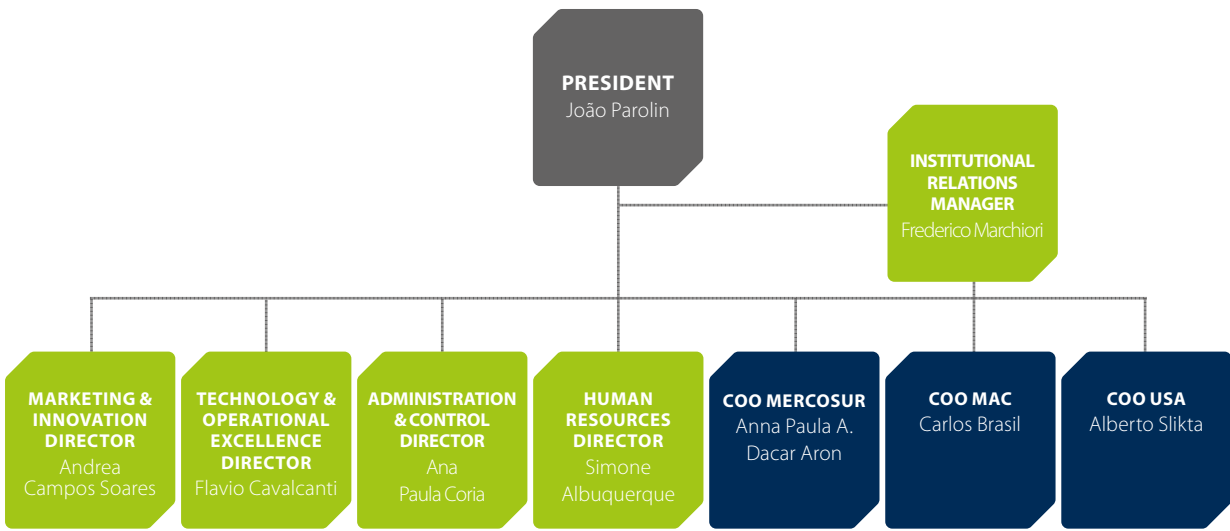 PRESIDENT
João Parolin
INSTITUTIONAL
RELATIONS
MANAGER
Frederico Marchiori
MARKETING &
INNOVATION
DIRECTOR
Andrea
Campos Soares
TECHNOLOGY &
OPERATIONAL
EXCELLENCE
DIRECTOR
Flavio Cavalcanti
ADMINISTRATION
& CONTROL
DIRECTOR
Ana
Paula Coria
HUMAN
RESOURCES
DIRECTOR
Simone
Albuquerque
COO MERCOSUR
Anna Paula A.
Dacar Aron
COO MAC
Carlos Brasil
COO USA
Alberto Slikta